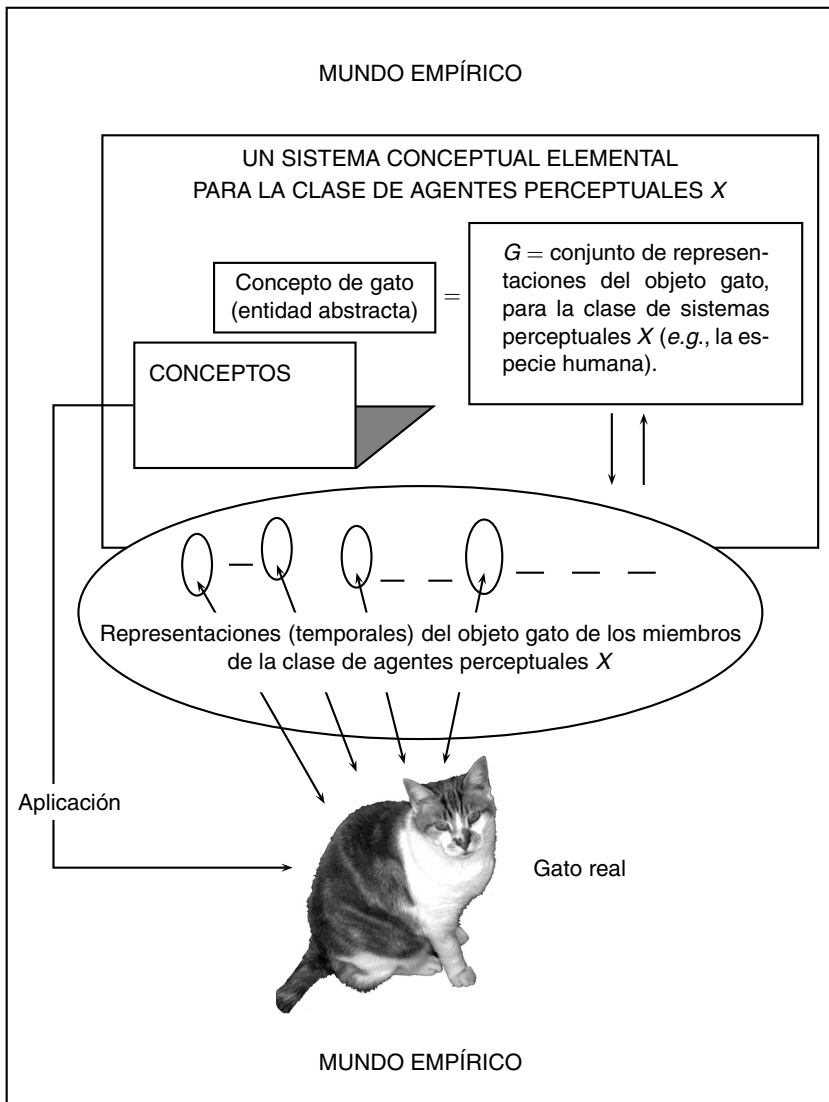 MUNDO EMPÍRICO
UN SISTEMA CONCEPTUAL ELEMENTAL
PARA LA CLASE DE AGENTES PERCEPTUALES X
Concepto de gato
(entidad abstracta)
=
G = conjunto de represen-
taciones del objeto gato,
para la clase de sistemas
perceptuales X (e.g., la es-
pecie humana).
CONCEPTOS
Representaciones (temporales) del objeto gato de los miembros
de la clase de agentes perceptuales X
Aplicación
Gato real
MUNDO EMPÍRICO